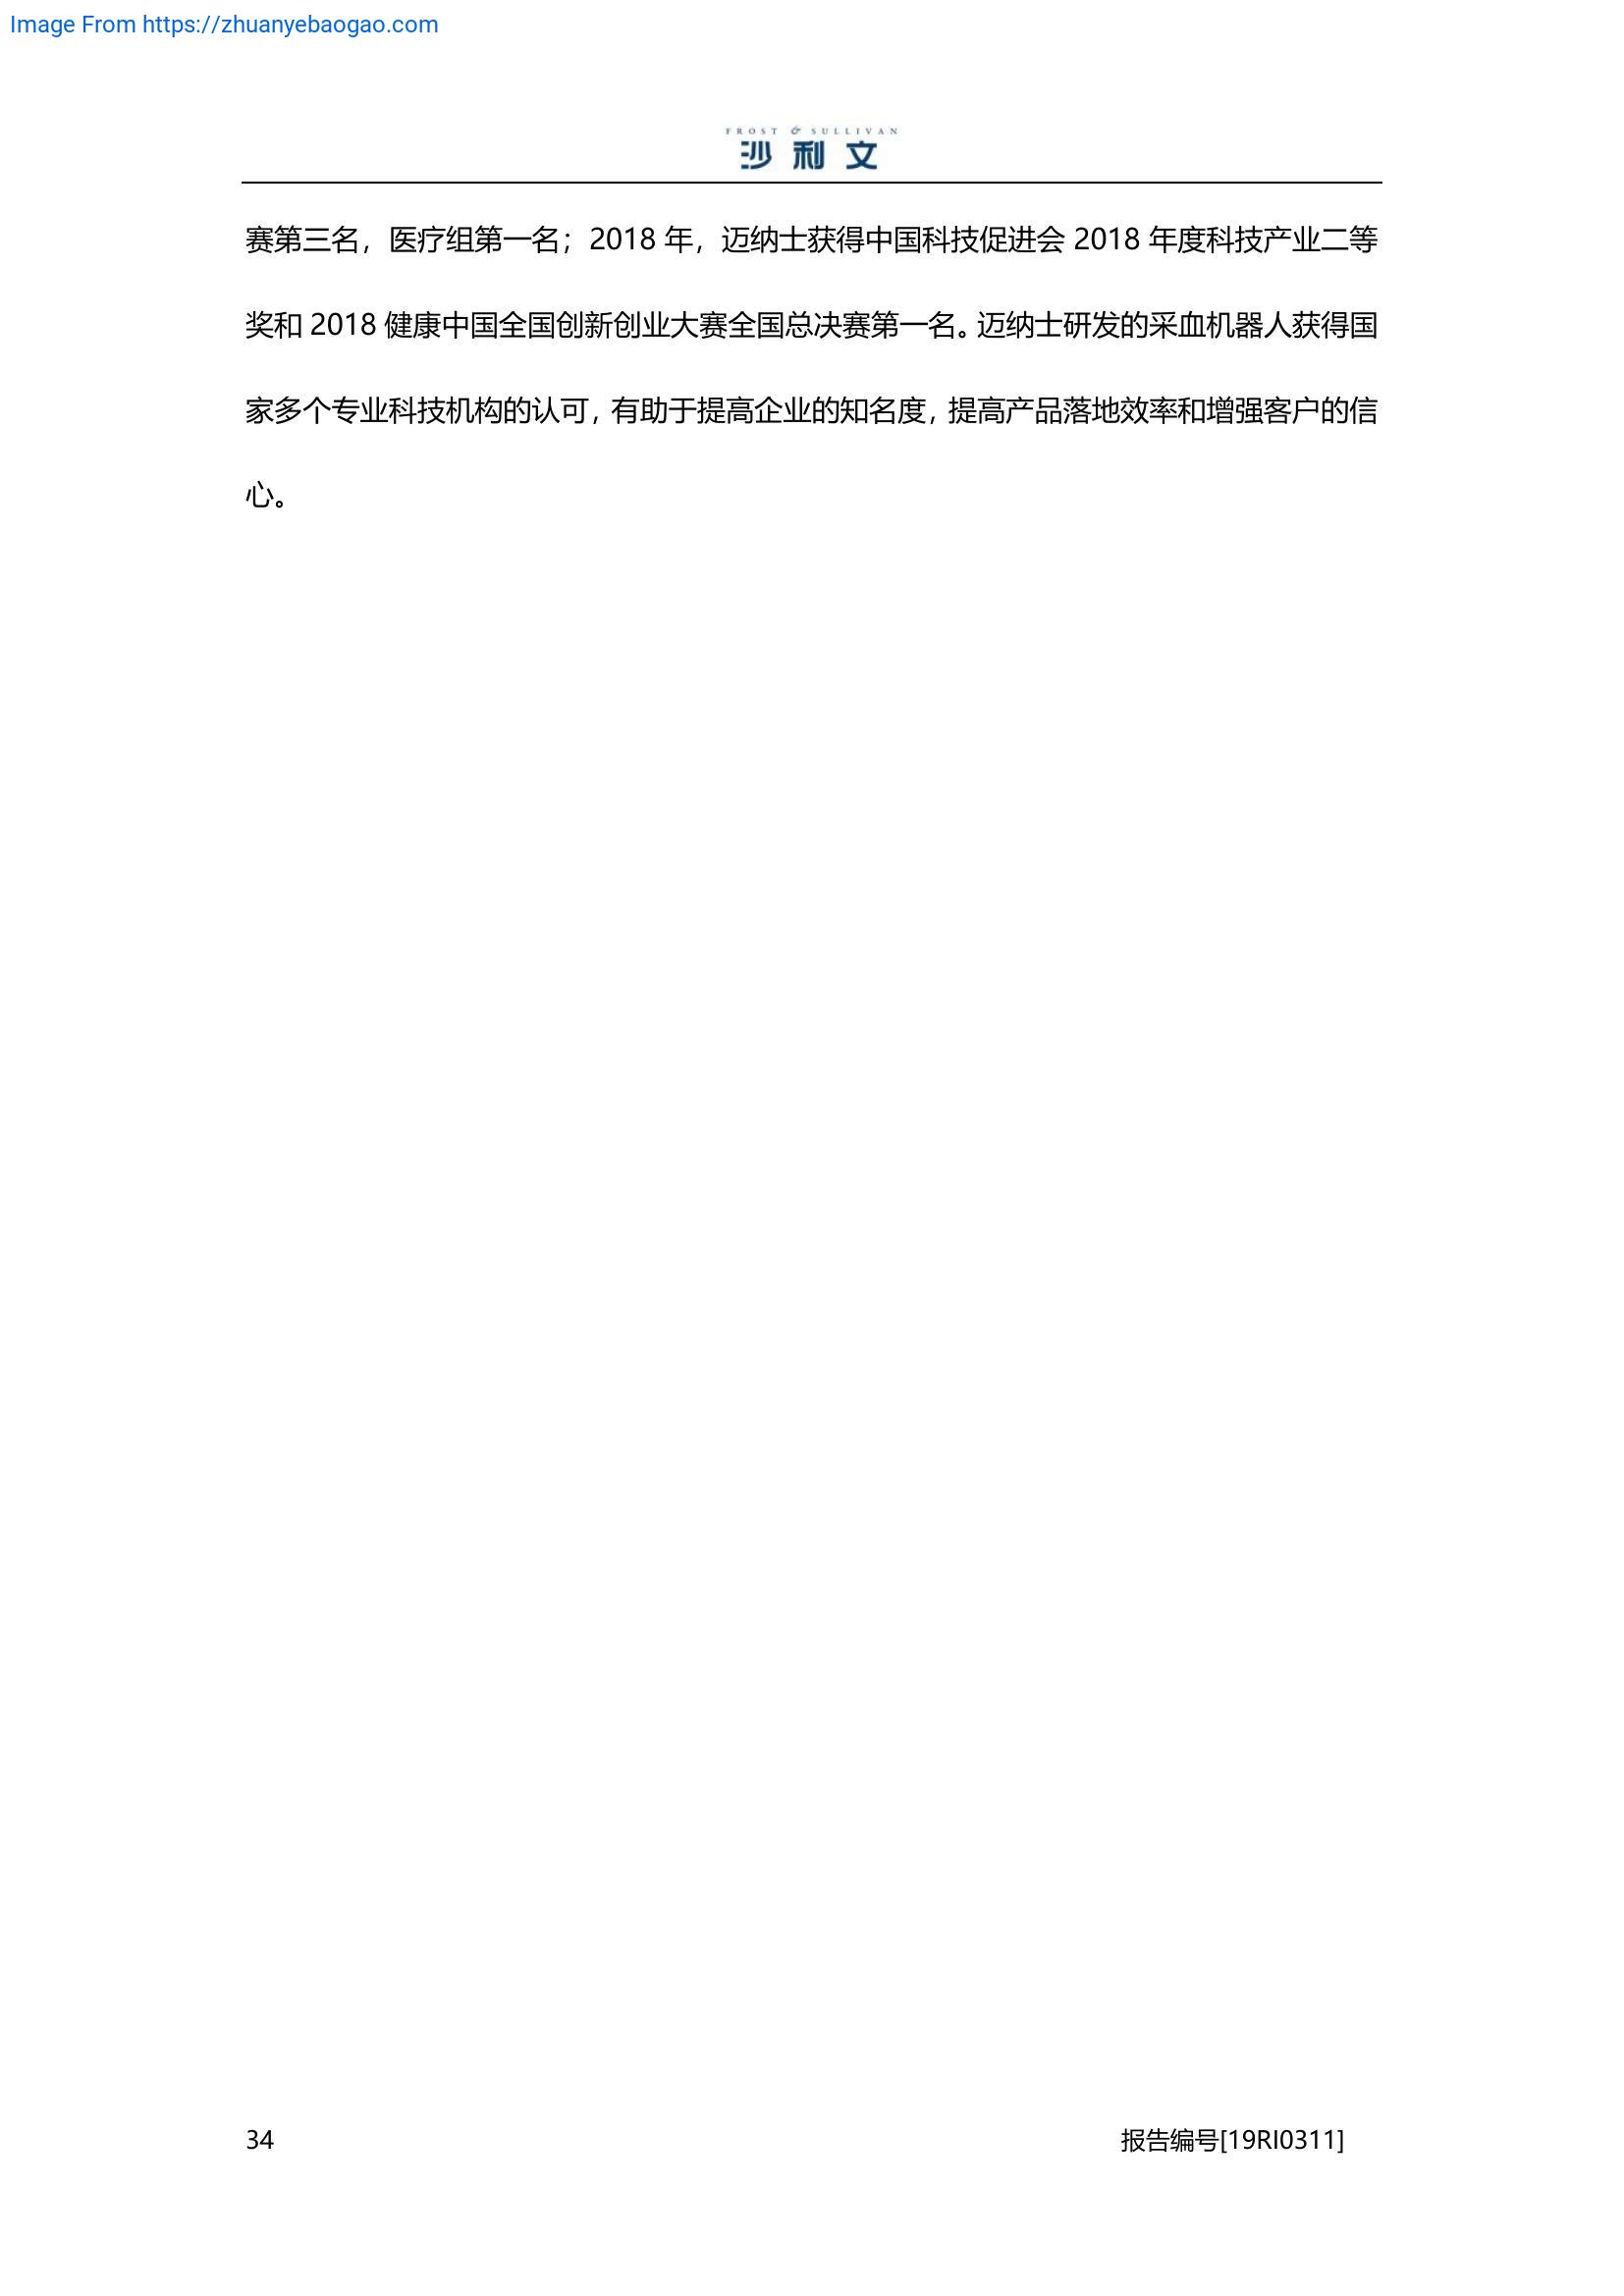 Image From https://zhuanyebaogao.com
FROST & SULLIVAN
沙利文
赛第三名，医疗组第一名；2018 年，迈纳士获得中国科技促进会 2018 年度科技产业二等
奖和 2018 健康中国全国创新创业大赛全国总决赛第一名。迈纳士研发的采血机器人获得国
家多个专业科技机构的认可，有助于提高企业的知名度，提高产品落地效率和增强客户的信
心。
34
报告编号[19RI0311]